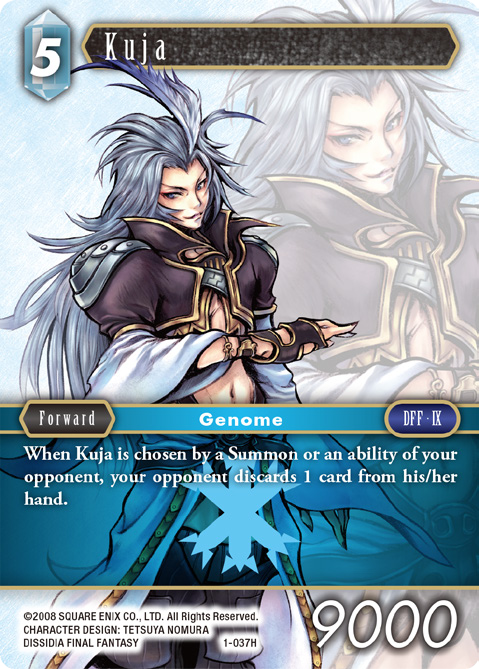 5
Kuja
Forward
Genome
DFF · IX
When Kuja is chosen by a Summon or an ability of your
opponent, your opponent discards 1 card from his/her
hand.
©2008 SQUARE ENIX CO., LTD. All Rights Reserved.
CHARACTER DESIGN: TETSUYA NOMURA
DISSIDIA FINAL FANTASY
1-037H
9000